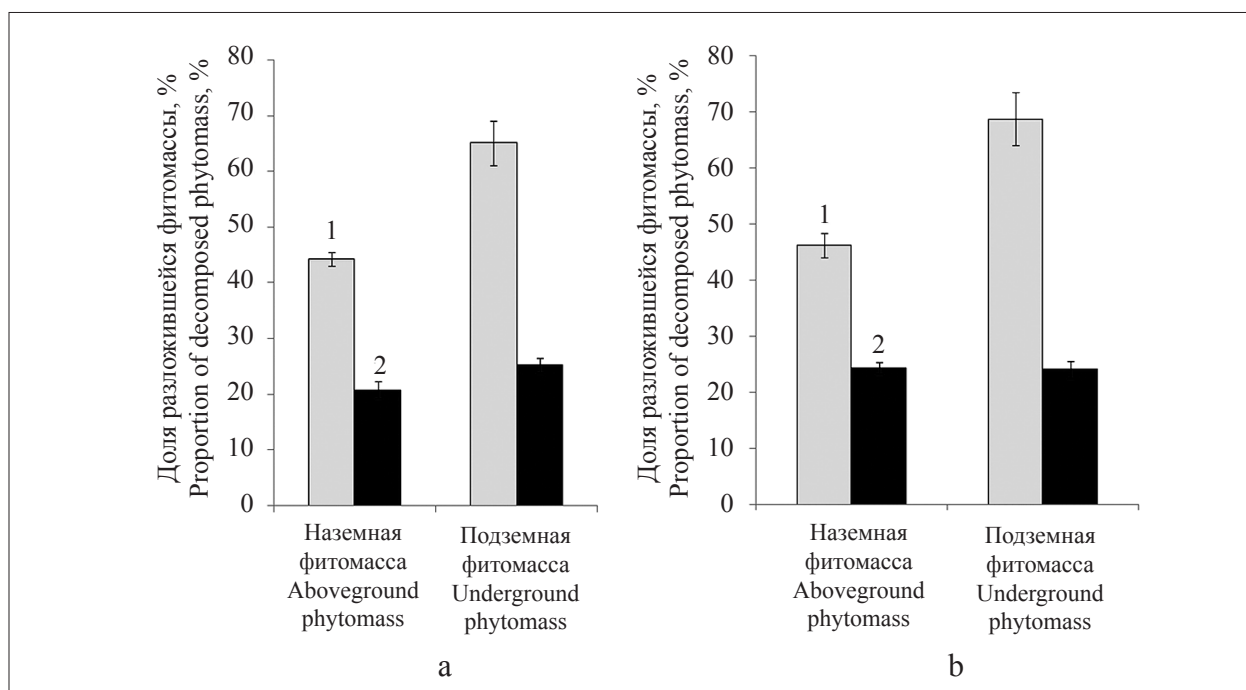 Доля разложившейся фитомассы, %
Proportion of decomposed phytomass, %
80
70
60
50
40
30
20
10
0
1
2
Наземная
фитомасса
Aboveground
phytomass
Подземная
фитомасса
Underground
phytomass
a
Доля разложившейся фитомассы, %
Proportion of decomposed phytomass, %
80
70
60
50
40
30
20
10
0
1
2
Наземная
фитомасса
Aboveground
phytomass
Подземная
фитомасса
Underground
phytomass
b